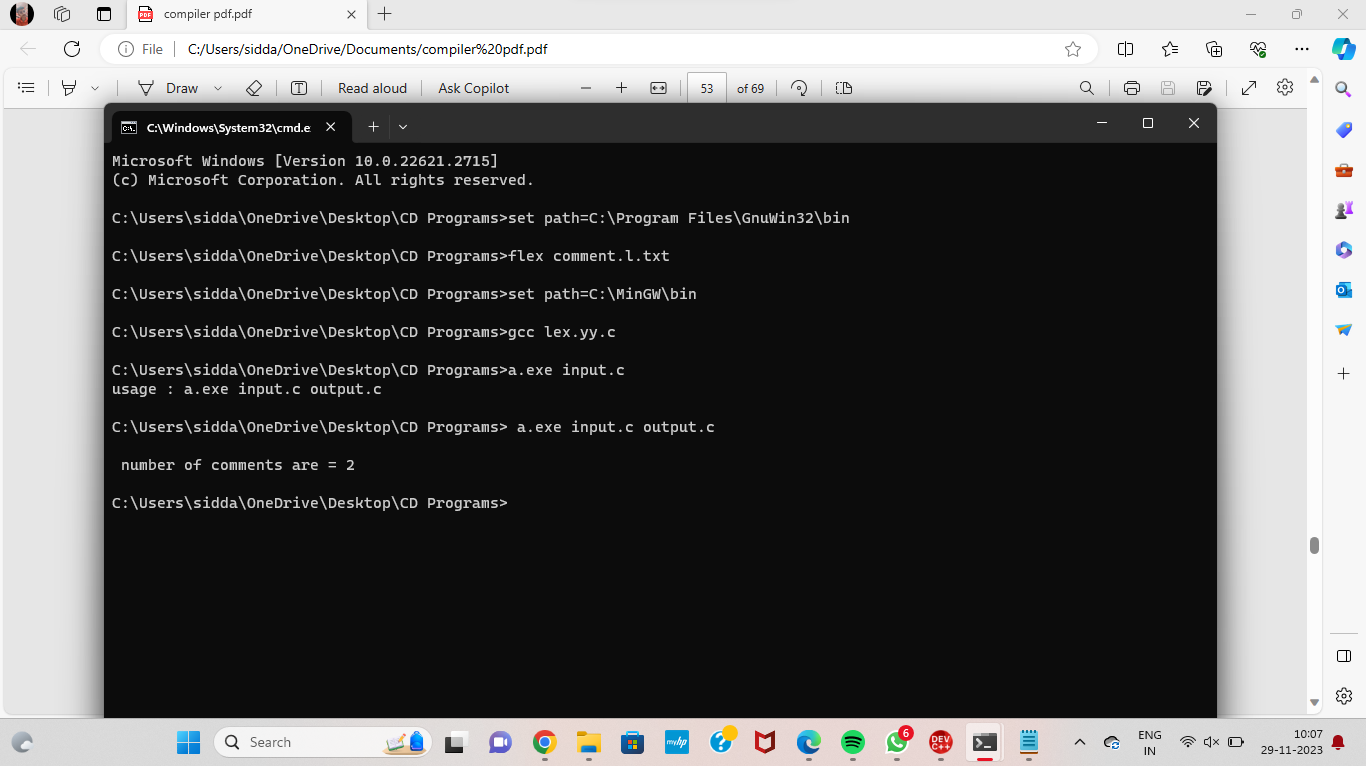 compiler pdf.pdf
File
C:/Users/sidda/OneDrive/Documents/compiler%20pdf.pdf
Draw
Read aloud
Ask Copilot
53
of 69
C:\Windows\System32\cmd.e
Microsoft Windows [Version 10.0.22621.2715]
(c) Microsoft Corporation. All rights reserved.
C:\Users\sidda\OneDrive\Desktop\CD Programs>set path=C:\Program Files\GnuWin32\bin
C:\Users\sidda\OneDrive\Desktop\CD Programs>flex comment.l.txt
C:\Users\sidda\OneDrive\Desktop\CD Programs>set path=C:\MinGW\bin
C:\Users\sidda\OneDrive\Desktop\CD Programs>gcc lex.yy.c
C:\Users\sidda\OneDrive\Desktop\CD Programs>a.exe input.c
usage : a.exe input.c output.c
C:\Users\sidda\OneDrive\Desktop\CD Programs> a.exe input.c output.c
number of comments are = 2
C:\Users\sidda\OneDrive\Desktop\CD Programs>
Search
myhp
6
DEV C++
ENG
IN
10:07
29-11-2023